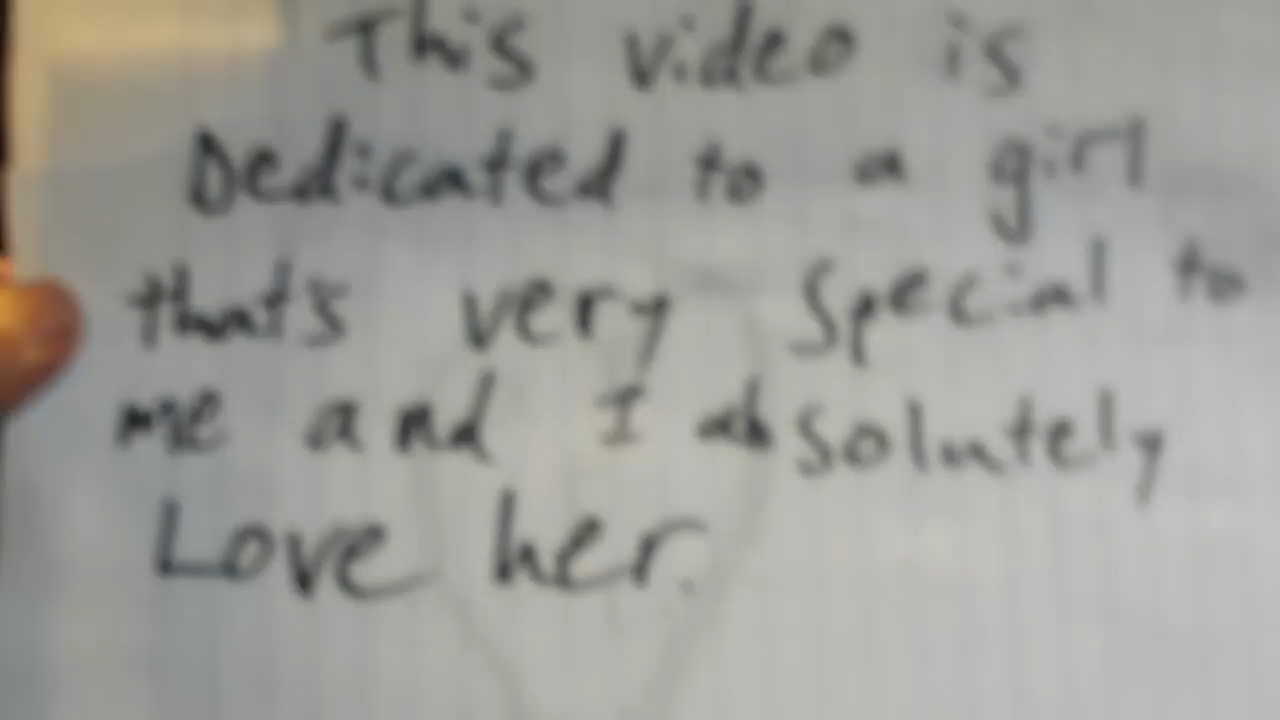 This video is
Dedicated to a girl
that's very Special to
me and I absolutely
Love her.